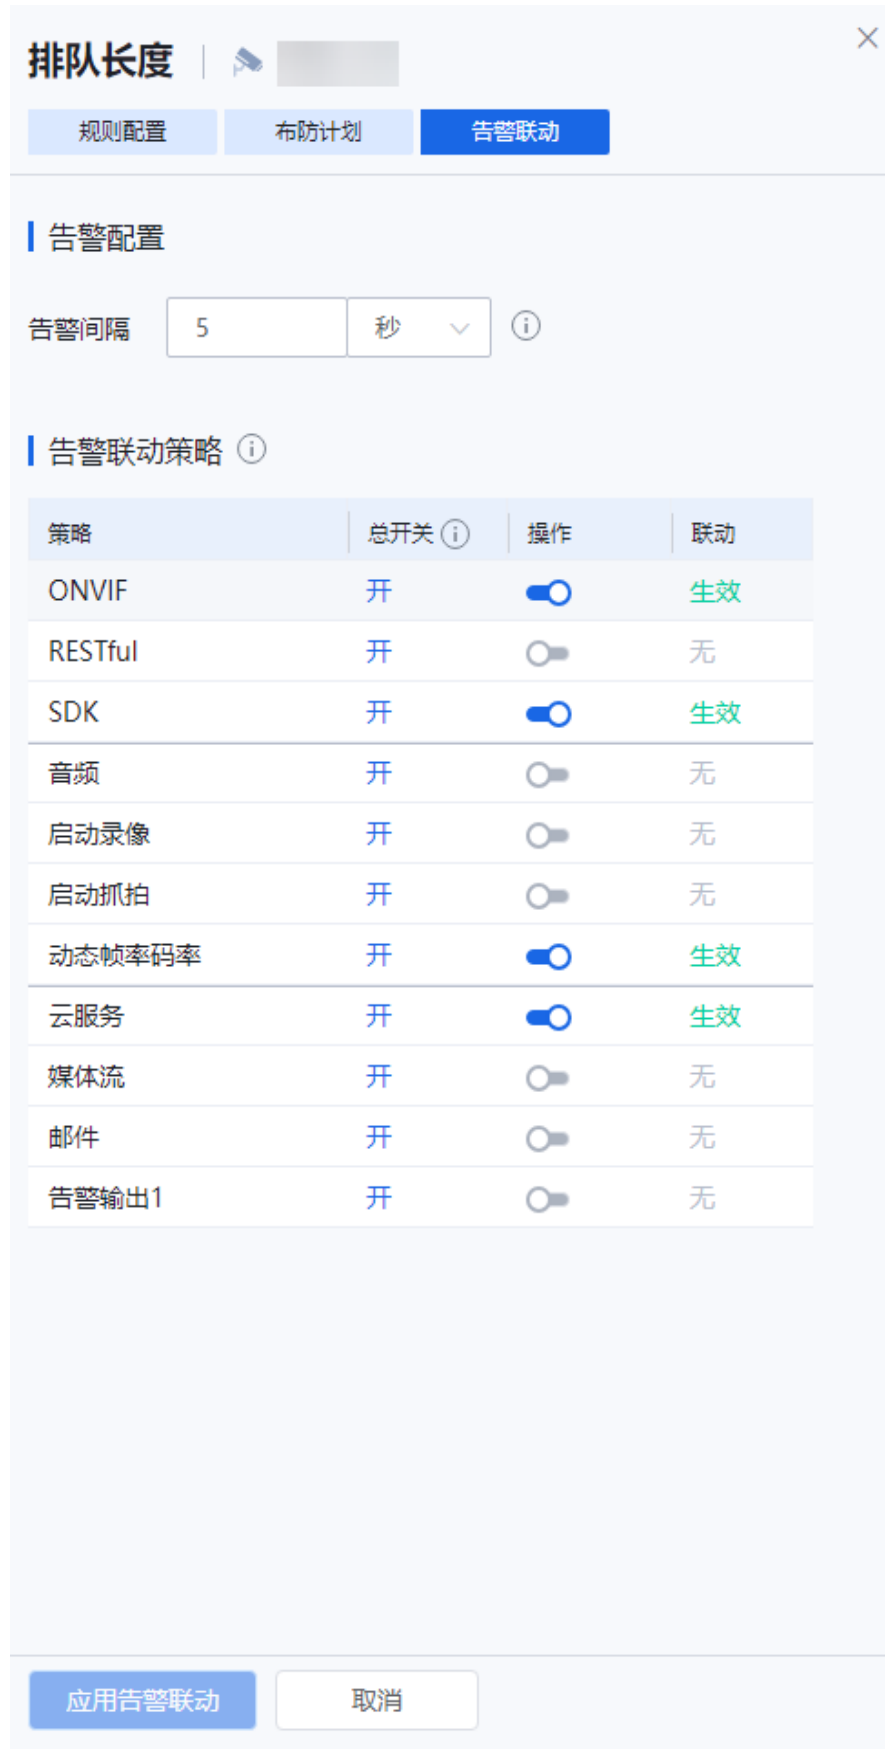 排队长度
规则配置 布防计划 告警联动
告警配置
告警间隔 5 秒
告警联动策略
策略 总开关 操作 联动
ONVIF 开 生效
RESTful 开 无
SDK 开 生效
音频 开 无
启动录像 开 无
启动抓拍 开 无
动态帧率码率 开 生效
云服务 开 生效
媒体流 开 无
邮件 开 无
告警输出1 开 无
应用告警联动 取消